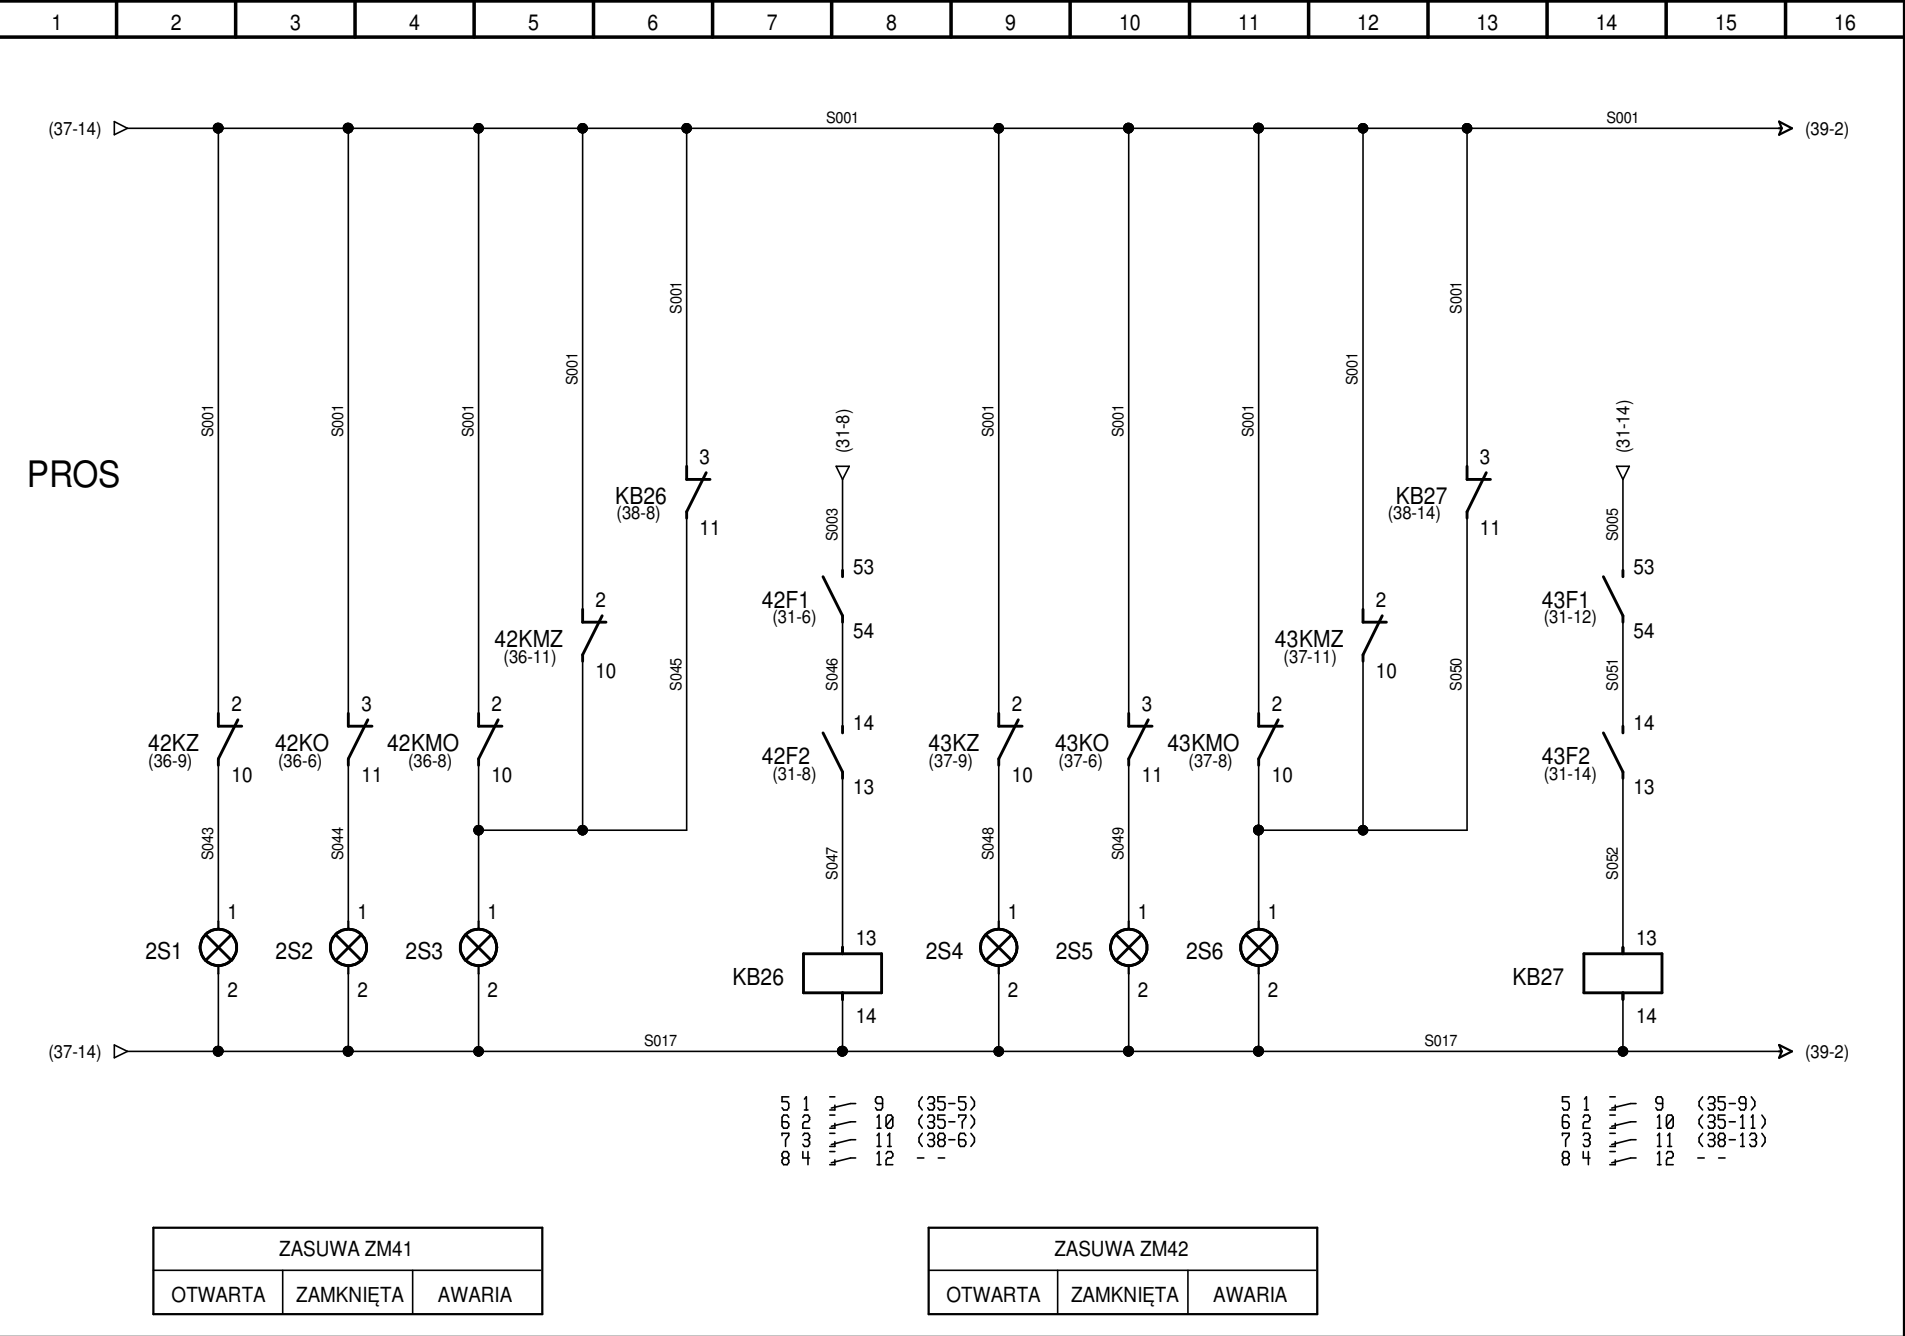 1 2 3 4 5 6 7 8 9 10 11 12 13 14 15 16
(37-14) S001 S001 (39-2)
S001 S001
S001 S001
S001 S001 S001 S001 S001 S001
(31-8) (31-14)
PROS
3 3
KB26 KB27
(38-8) (38-14)
11 11
S003 S005
53 53
42F1 43F1
(31-6) (31-12)
54 54
2 2
42KMZ 43KMZ
(36-11) (37-11)
10 10
S045 S046 S050 S051
2 3 2 14 2 3 2 14
42KZ 42KO 42KMO 42F2 43KZ 43KO 43KMO 43F2
(36-9) (36-6) (36-8) (31-8) (37-9) (37-6) (37-8) (31-14)
10 11 10 13 10 11 10 13
S043 S044 S047 S048 S049 S052
1 1 1 13 1 1 1 13
2S1 2S2 2S3 KB26 2S4 2S5 2S6 KB27
2 2 2 14 2 2 2 14
(37-14) S017 S017 (39-2)
5 1 9 (35-5) 5 1 9 (35-9)
6 2 10 (35-7) 6 2 10 (35-11)
7 3 11 (38-6) 7 3 11 (38-13)
8 4 12 - - 8 4 12 - -
ZASUWA ZM41 ZASUWA ZM42
OTWARTA ZAMKNIĘTA AWARIA OTWARTA ZAMKNIĘTA AWARIA